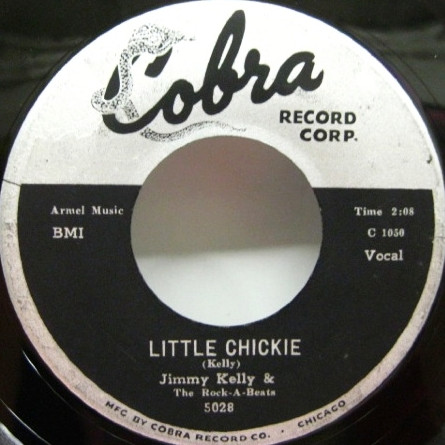 Cobra
RECORD
CORP.
Armel Music
BMI
Time 2:08
C 1050
Vocal
LITTLE CHICKIE
(Kelly)
Jimmy Kelly &
The Rock-A-Beats
5028
MFG. BY COBRA RECORD CO. · CHICAGO